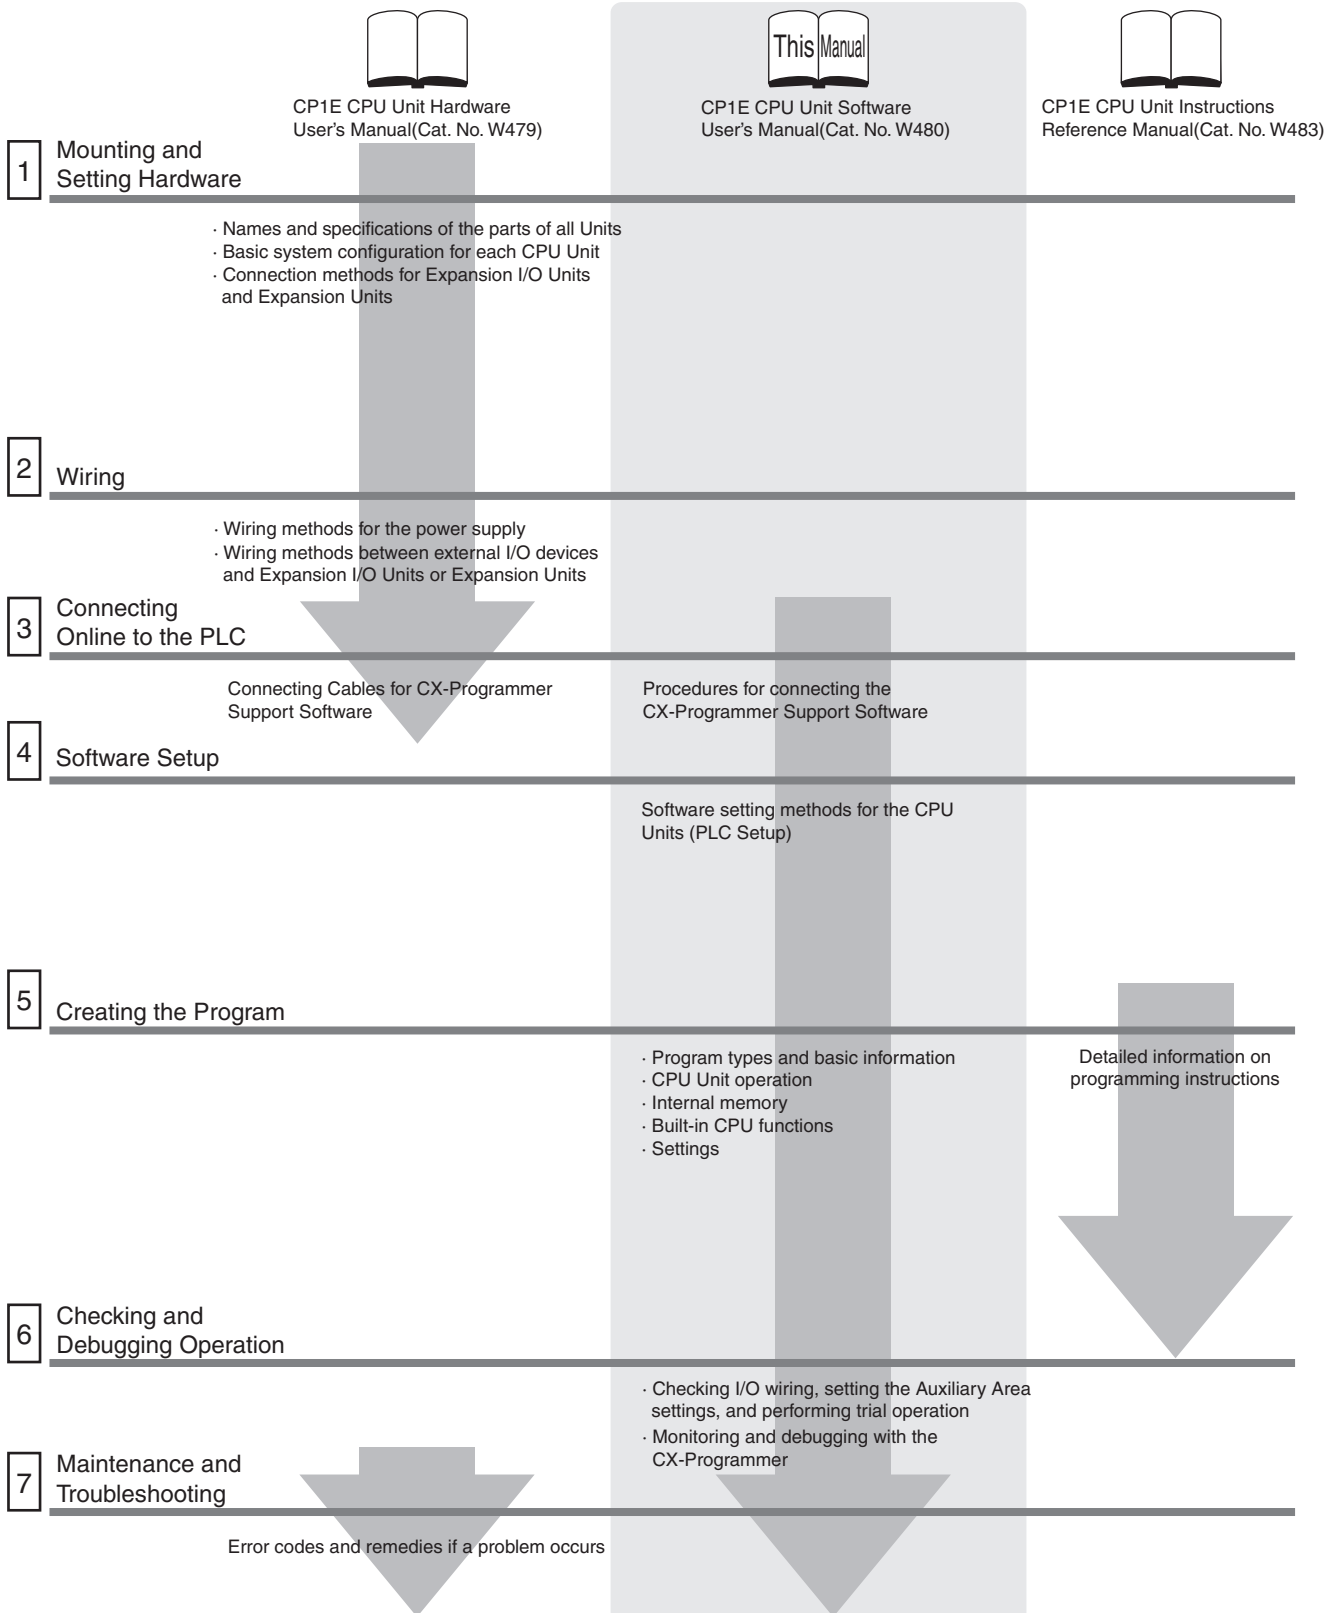 This Manual
CP1E CPU Unit Hardware
User's Manual(Cat. No. W479)
CP1E CPU Unit Software
User's Manual(Cat. No. W480)
CP1E CPU Unit Instructions
Reference Manual(Cat. No. W483)
1
Mounting and
Setting Hardware
· Names and specifications of the parts of all Units
· Basic system configuration for each CPU Unit
· Connection methods for Expansion I/O Units
and Expansion Units
2
Wiring
· Wiring methods for the power supply
· Wiring methods between external I/O devices
and Expansion I/O Units or Expansion Units
3
Connecting
Online to the PLC
Connecting Cables for CX-Programmer
Support Software
Procedures for connecting the
CX-Programmer Support Software
4
Software Setup
Software setting methods for the CPU
Units (PLC Setup)
5
Creating the Program
· Program types and basic information
· CPU Unit operation
· Internal memory
· Built-in CPU functions
· Settings
Detailed information on
programming instructions
6
Checking and
Debugging Operation
· Checking I/O wiring, setting the Auxiliary Area
settings, and performing trial operation
· Monitoring and debugging with the
CX-Programmer
7
Maintenance and
Troubleshooting
Error codes and remedies if a problem occurs